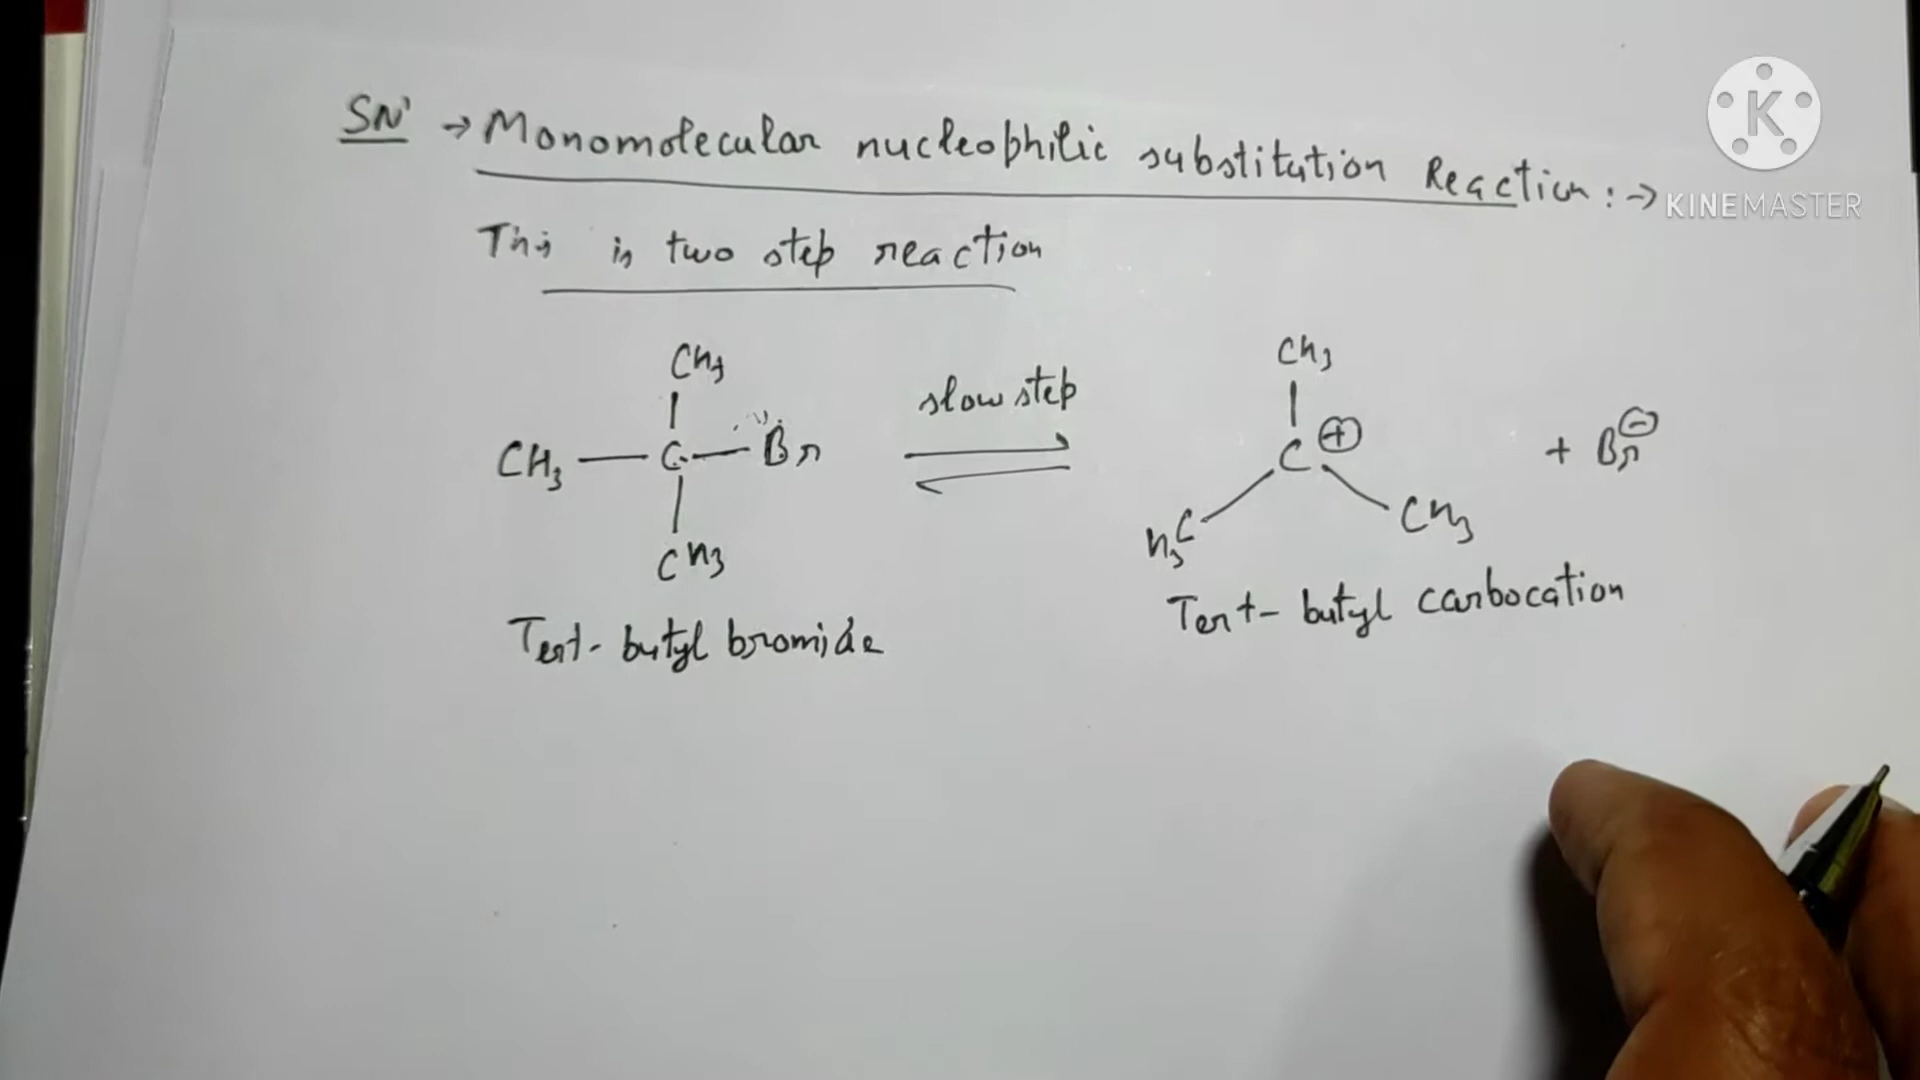 SN¹ → Monomolecular nucleophilic substitution Reaction :→
This is two step reaction
CH3
CH3 — C — Br
CH3
Tert- butyl bromide
slow step
CH3
C ⊕
H3C
CH3
+ Br⊖
Tert- butyl carbocation
K
KINEMASTER